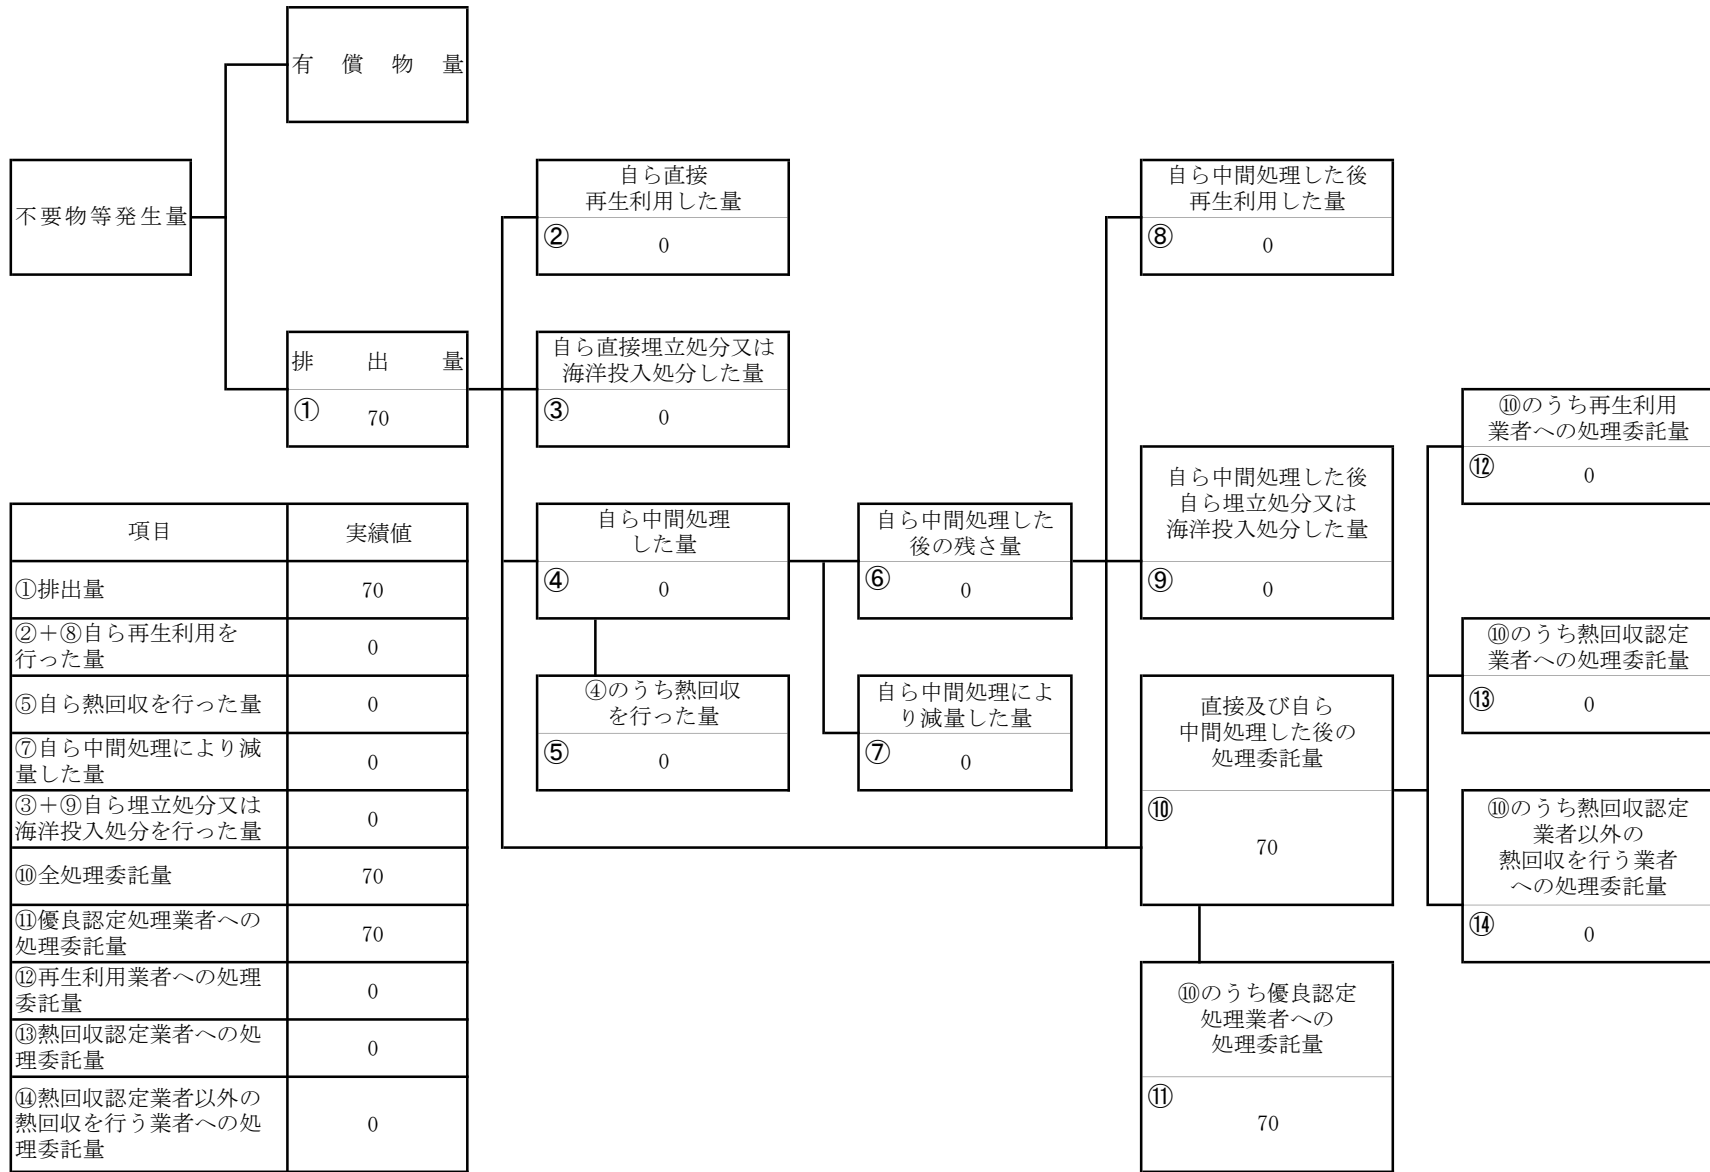 有償物量
不要物等発生量
排出量
①
70
自ら直接
再生利用した量
②
0
自ら直接埋立処分又は
海洋投入処分した量
③
0
自ら中間処理
した量
④
0
④のうち熱回収
を行った量
⑤
0
自ら中間処理した
後の残さ量
⑥
0
自ら中間処理によ
り減量した量
⑦
0
自ら中間処理した後
再生利用した量
⑧
0
自ら中間処理した後
自ら埋立処分又は
海洋投入処分した量
⑨
0
直接及び自ら
中間処理した後の
処理委託量
⑩
70
⑩のうち優良認定
処理業者への
処理委託量
⑪
70
⑩のうち再生利用
業者への処理委託量
⑫
0
⑩のうち熱回収認定
業者への処理委託量
⑬
0
⑩のうち熱回収認定
業者以外の
熱回収を行う業者
への処理委託量
⑭
0
項目 実績値
①排出量 70
②+⑧自ら再生利用を
行った量 0
⑤自ら熱回収を行った量 0
⑦自ら中間処理により減
量した量 0
③+⑨自ら埋立処分又は
海洋投入処分を行った量 0
⑩全処理委託量 70
⑪優良認定処理業者への
処理委託量 70
⑫再生利用業者への処理
委託量 0
⑬熱回収認定業者への処
理委託量 0
⑭熱回収認定業者以外の
熱回収を行う業者への処
理委託量 0